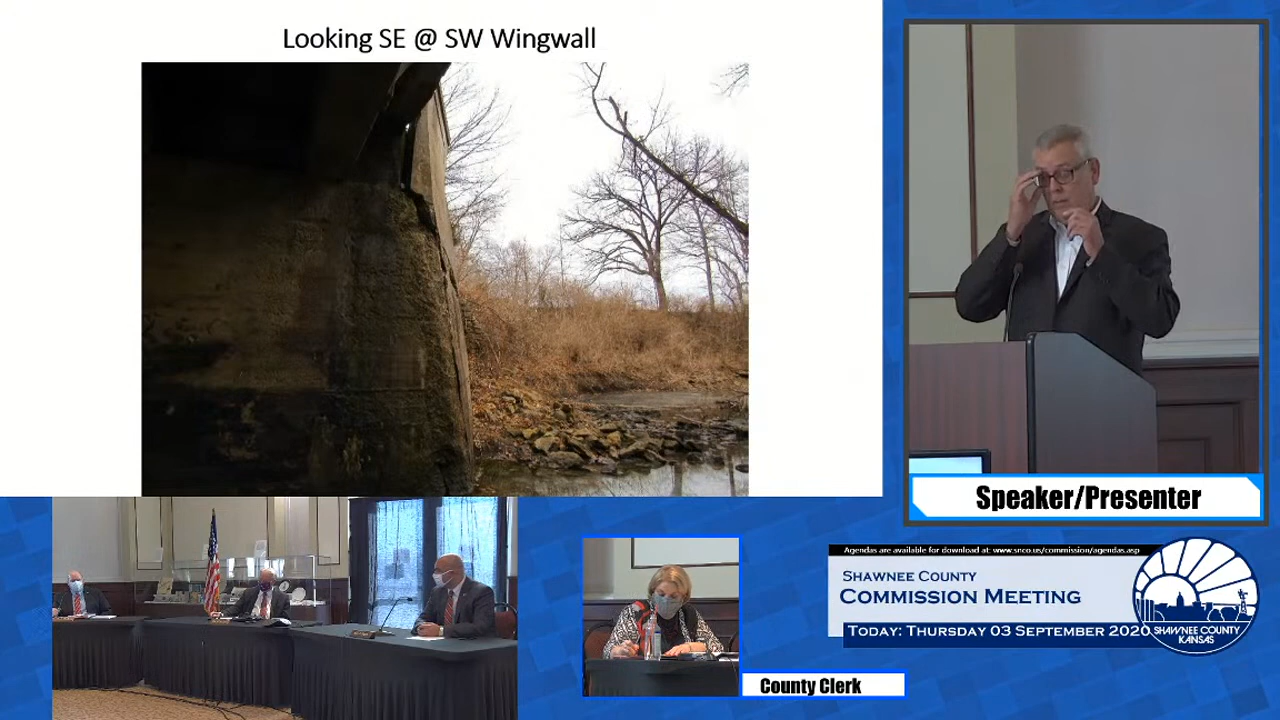 Looking SE @ SW Wingwall
Speaker/Presenter
Agendas are available for download at: www.snco.us/commission/agendas.asp
Shawnee County
Commission Meeting
Today: Thursday 03 September 2020
Shawnee County
Kansas
County Clerk